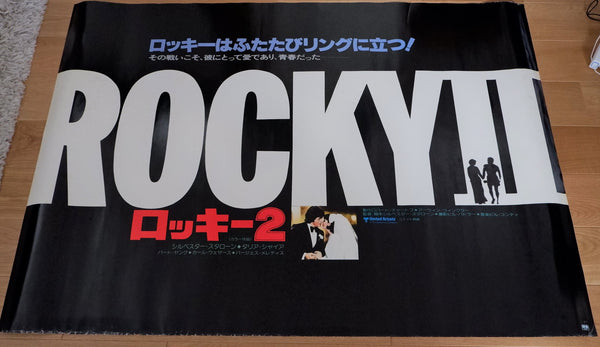 ロッキーはふたたびリングに立つ!
その戦いこそ、彼にとって愛であり、青春だった
ROCKY II
ロッキー2
シルベスター・スタローン★タリア・シャイア
バート・ヤング★カール・ウェザース★バージェス・メレディス
United Artists